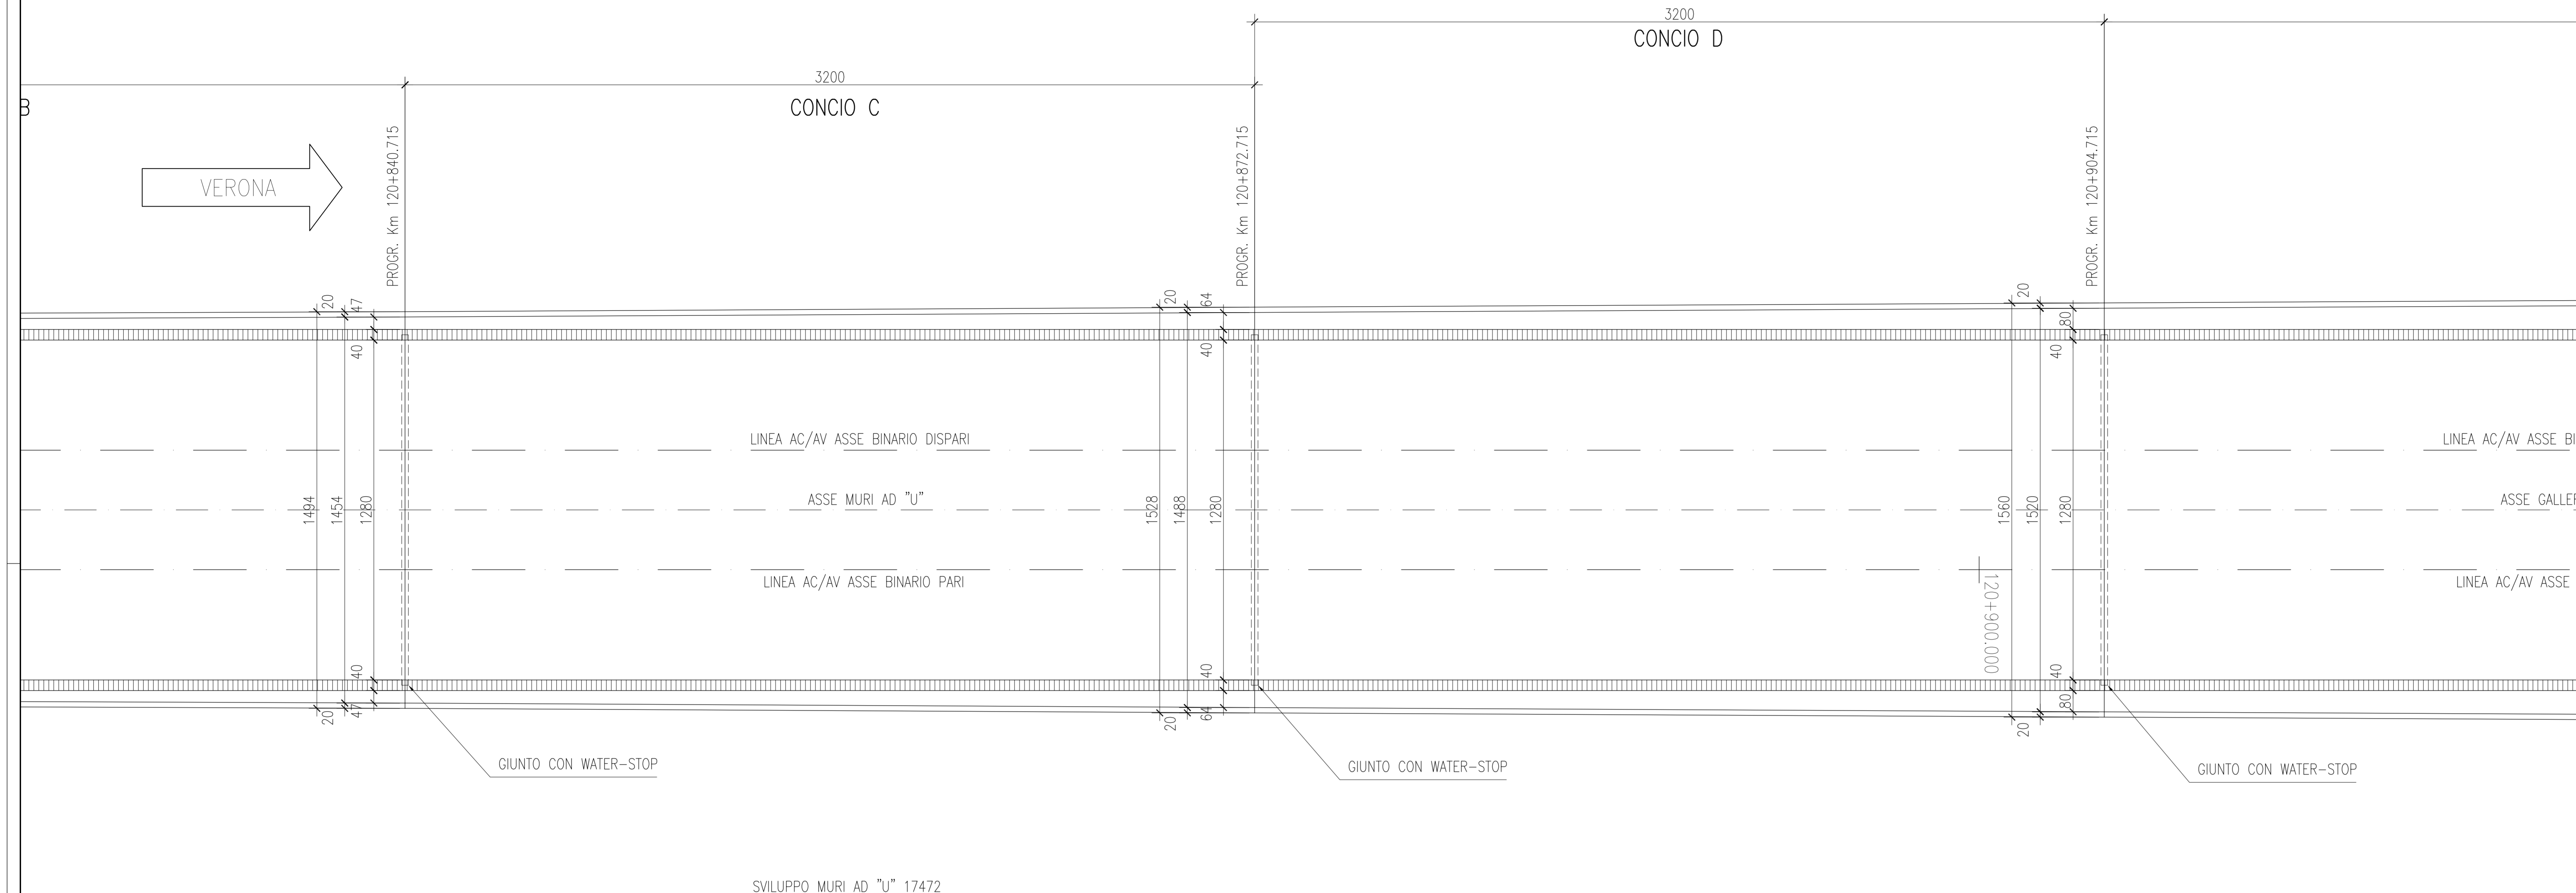 3200
CONCIO D
3200
CONCIO C
B
VERONA
PROGR. Km 120+840.715
PROGR. Km 120+872.715
PROGR. Km 120+904.715
20
47
40
20
64
40
20
80
40
LINEA AC/AV ASSE BINARIO DISPARI
LINEA AC/AV ASSE BI
1494
1454
1280
ASSE MURI AD "U"
1528
1488
1280
1560
1520
1280
ASSE GALLER
LINEA AC/AV ASSE BINARIO PARI
120+900.000
LINEA AC/AV ASSE
40
47
20
40
64
20
40
80
20
GIUNTO CON WATER-STOP
GIUNTO CON WATER-STOP
GIUNTO CON WATER-STOP
SVILUPPO MURI AD "U" 17472